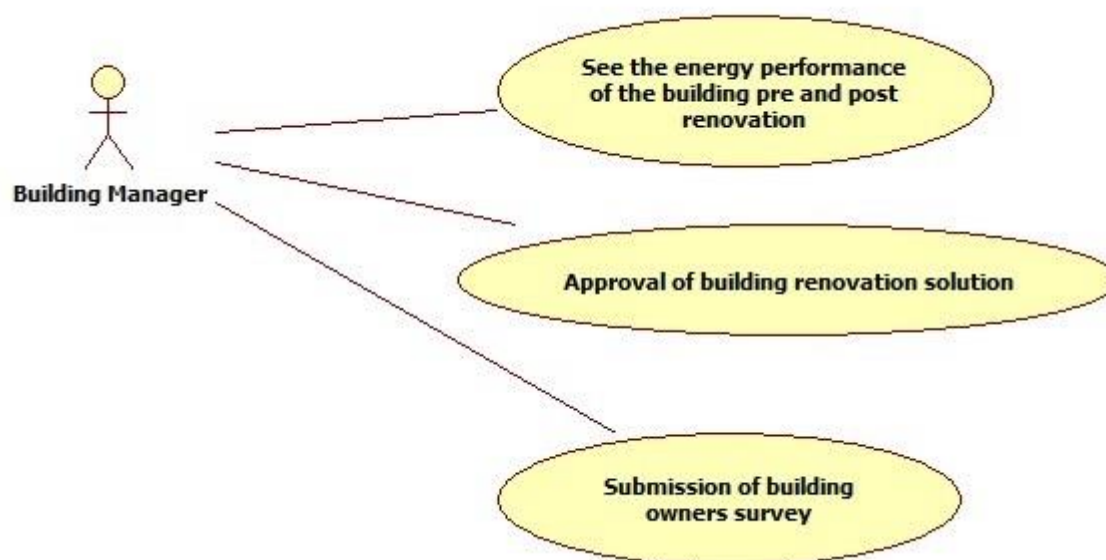 See the energy performance
of the building pre and post
renovation
Building Manager
Approval of building renovation solution
Submission of building
owners survey